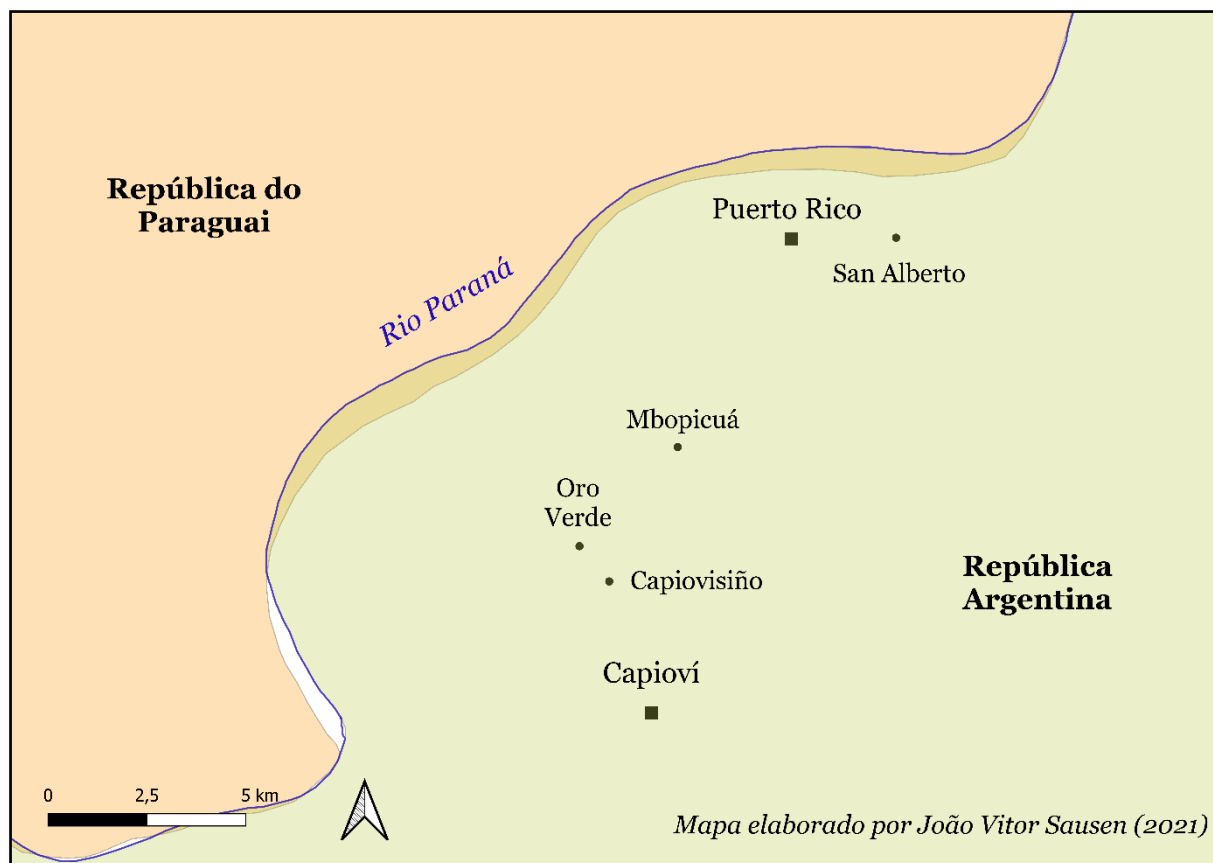 República do
Paraguai
Puerto Rico
San Alberto
Rio Paraná
Mbopicuá
Oro
Verde
Capiovisiño
República
Argentina
Capioví
0 2,5 5 km
Mapa elaborado por João Vitor Sausen (2021)